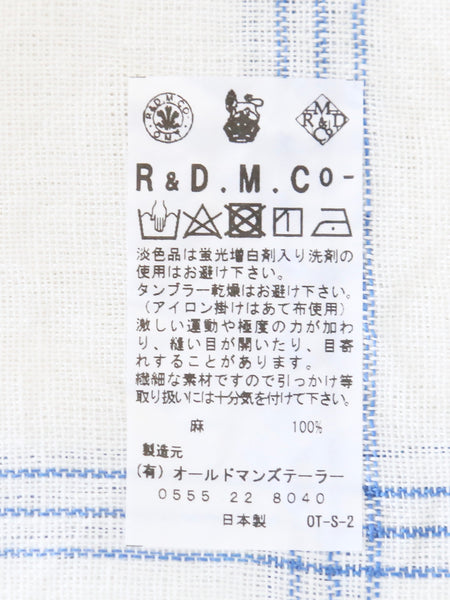 R.&D.M.CO.
O.N.T.
R M D & Co
R & D . M . Co -
淡色品は蛍光増白剤入り洗剤の
使用はお避け下さい。
タンブラー乾燥はお避け下さい。
（アイロン掛けはあて布使用）
激しい運動や極度の力が加わ
り、縫い目が開いたり、目寄
れすることがあります。
繊細な素材ですので引っかけ等
取り扱いには十分気を付けて下さい。
麻 100%
製造元
(有) オールドマンズテーラー
0555 22 8040
日本製 OT-S-2